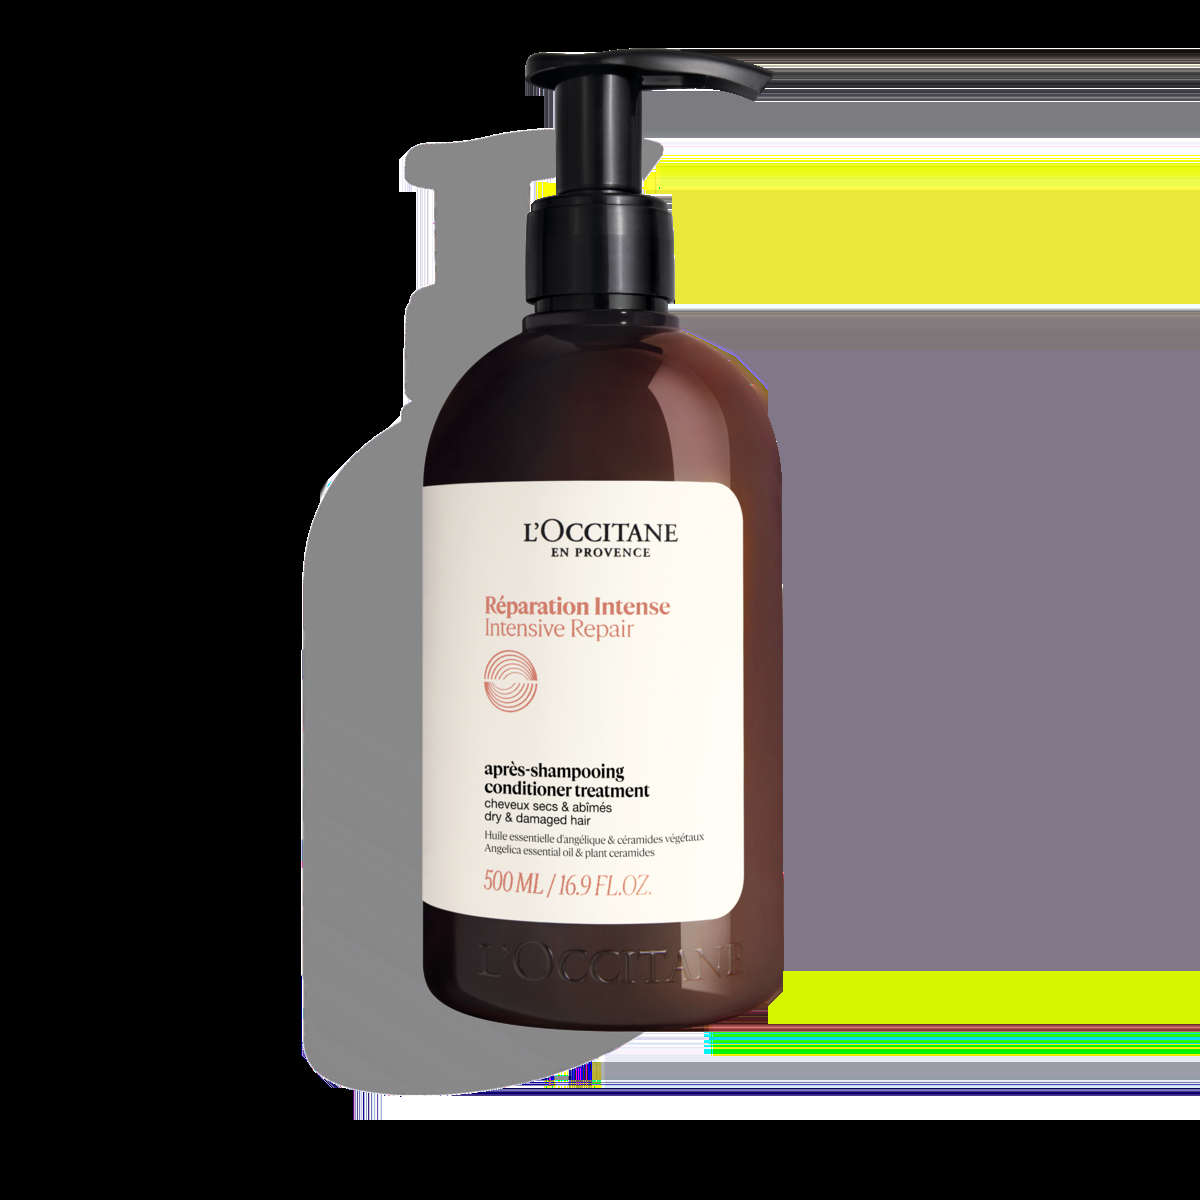 L'OCCITANE
EN PROVENCE
Réparation Intense
Intensive Repair
après-shampooing
conditioner treatment
cheveux secs & abîmés
dry & damaged hair
Huile essentielle d'angélique & céramides végétaux
Angelica essential oil & plant ceramides
500 ML / 16.9 FL.OZ.
L'OCCITANE